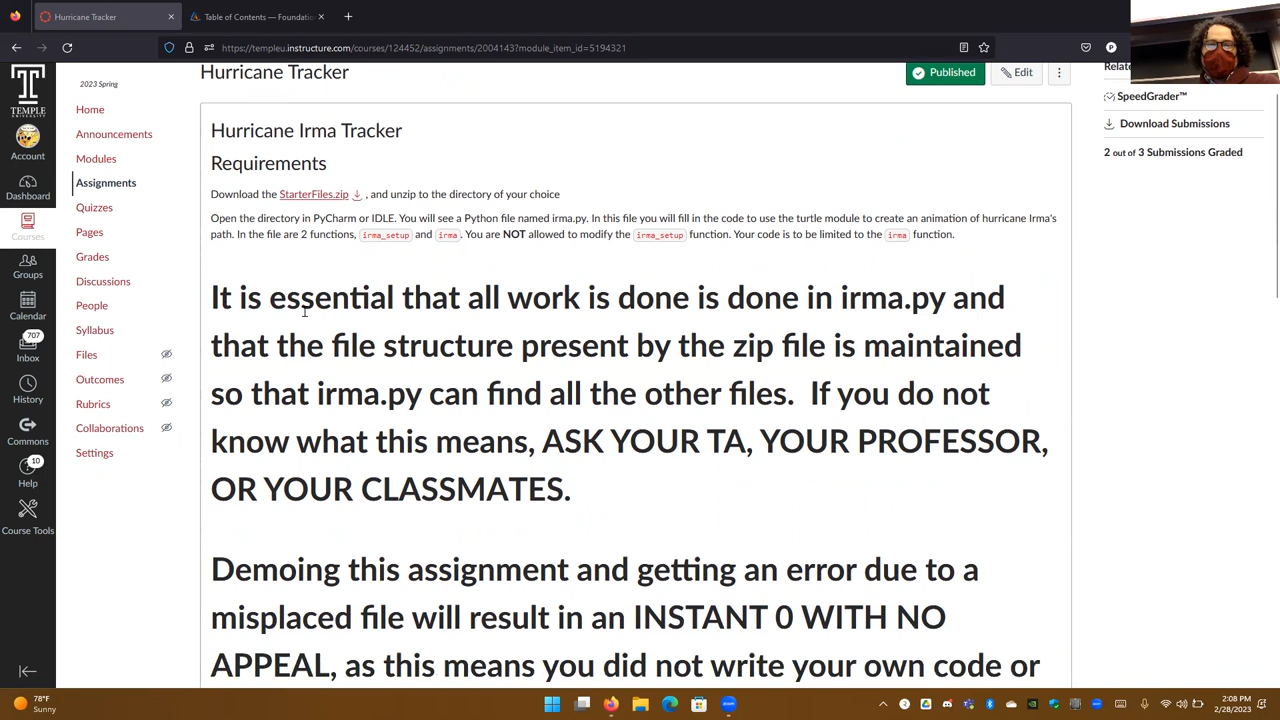 Hurricane Tracker
Table of Contents — Foundatio
https://templeu.instructure.com/courses/124452/assignments/2004143?module_item_id=5194321
TEMPLE
UNIVERSITY
Account
Dashboard
Courses
Groups
Calendar
707
Inbox
History
Commons
10
Help
Course Tools
2023 Spring
Home
Announcements
Modules
Assignments
Quizzes
Pages
Grades
Discussions
People
Syllabus
Files
Outcomes
Rubrics
Collaborations
Settings
Hurricane Tracker
Published
Edit
Hurricane Irma Tracker
Requirements
Download the StarterFiles.zip , and unzip to the directory of your choice
Open the directory in PyCharm or IDLE. You will see a Python file named irma.py. In this file you will fill in the code to use the turtle module to create an animation of hurricane Irma's
path. In the file are 2 functions, irma_setup and irma. You are NOT allowed to modify the irma_setup function. Your code is to be limited to the irma function.
It is essential that all work is done is done in irma.py and
that the file structure present by the zip file is maintained
so that irma.py can find all the other files. If you do not
know what this means, ASK YOUR TA, YOUR PROFESSOR,
OR YOUR CLASSMATES.
Demoing this assignment and getting an error due to a
misplaced file will result in an INSTANT 0 WITH NO
APPEAL, as this means you did not write your own code or
Relate
SpeedGrader™
Download Submissions
2 out of 3 Submissions Graded
78°F
Sunny
2:08 PM
2/28/2023